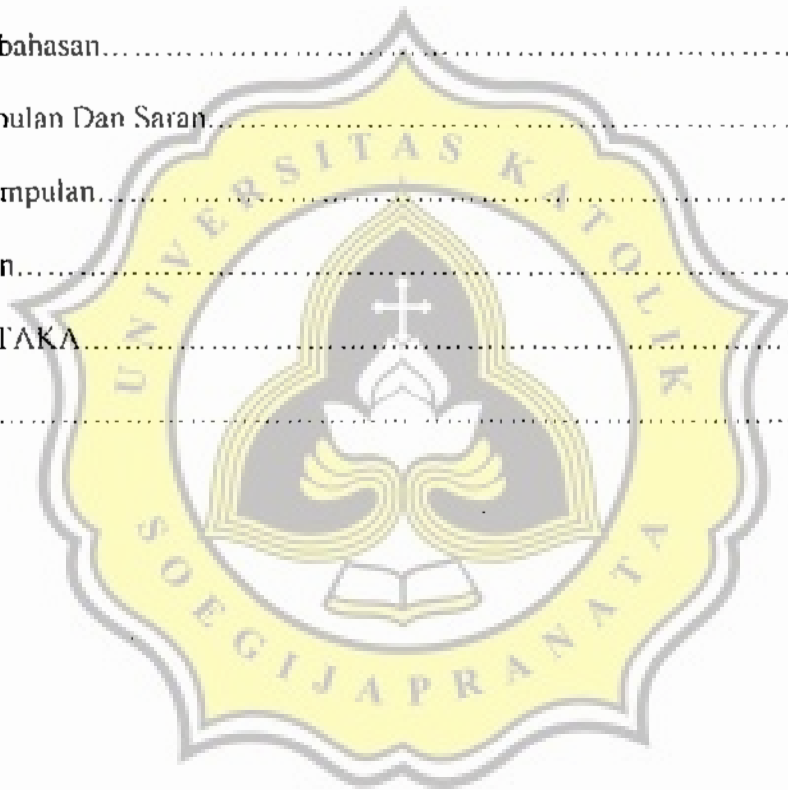 bahasan
pulan Dan Saran
mpulan
n
TAKA
UNIVERSITAS KATOLIK
SOEGIJAPRANATA